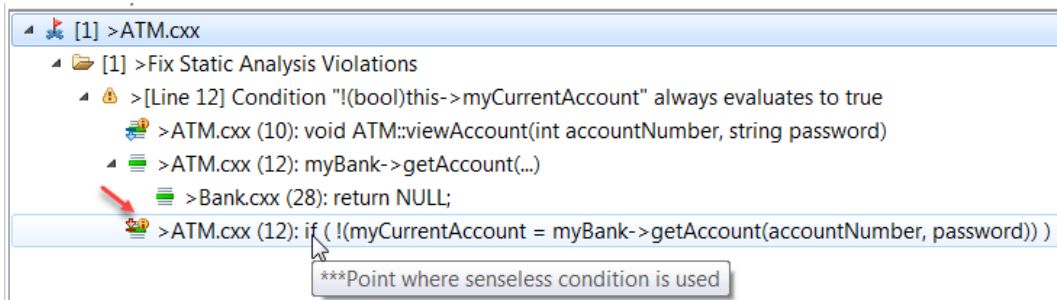 [1] >ATM.cxx
[1] >Fix Static Analysis Violations
>[Line 12] Condition "!(bool)this->myCurrentAccount" always evaluates to true
>ATM.cxx (10): void ATM::viewAccount(int accountNumber, string password)
>ATM.cxx (12): myBank->getAccount(...)
>Bank.cxx (28): return NULL;
>ATM.cxx (12): if ( !(myCurrentAccount = myBank->getAccount(accountNumber, password)) )
***Point where senseless condition is used